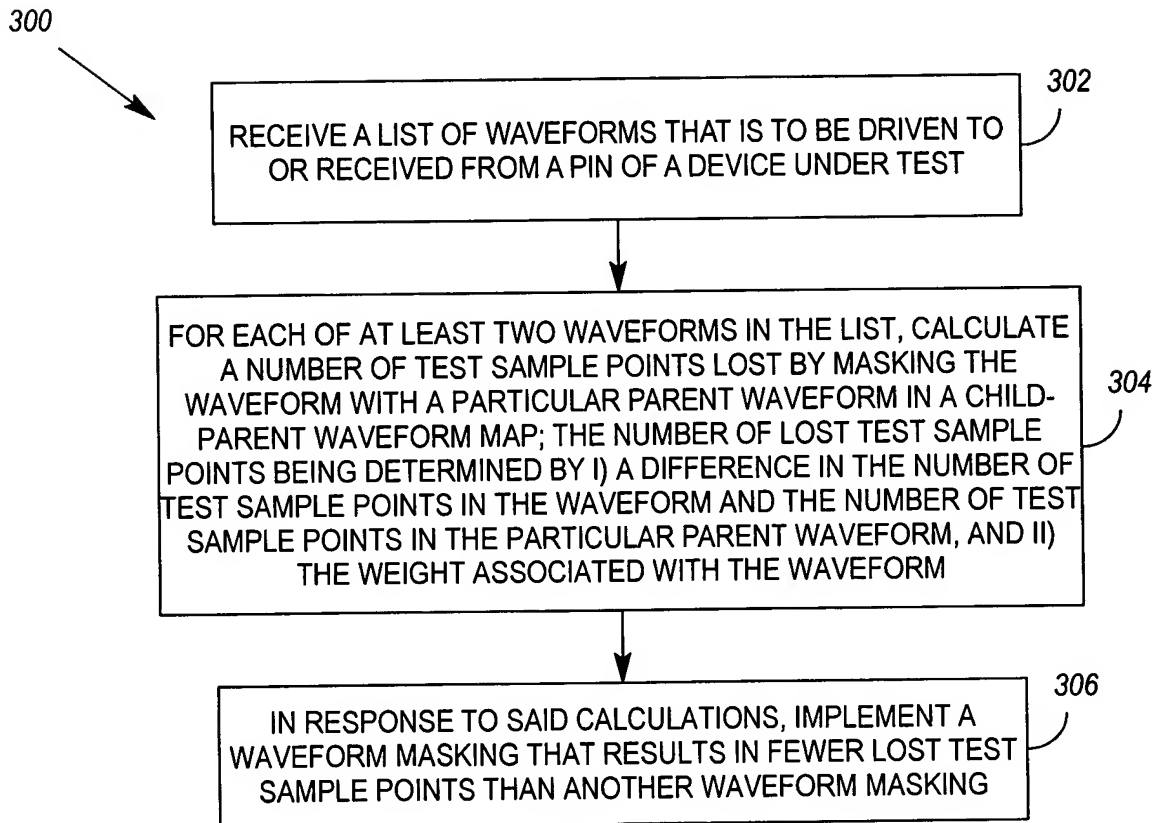 300
302
RECEIVE A LIST OF WAVEFORMS THAT IS TO BE DRIVEN TO
OR RECEIVED FROM A PIN OF A DEVICE UNDER TEST
FOR EACH OF AT LEAST TWO WAVEFORMS IN THE LIST, CALCULATE
A NUMBER OF TEST SAMPLE POINTS LOST BY MASKING THE
WAVEFORM WITH A PARTICULAR PARENT WAVEFORM IN A CHILD-
PARENT WAVEFORM MAP; THE NUMBER OF LOST TEST SAMPLE
POINTS BEING DETERMINED BY I) A DIFFERENCE IN THE NUMBER OF
TEST SAMPLE POINTS IN THE WAVEFORM AND THE NUMBER OF TEST
SAMPLE POINTS IN THE PARTICULAR PARENT WAVEFORM, AND II)
THE WEIGHT ASSOCIATED WITH THE WAVEFORM
304
306
IN RESPONSE TO SAID CALCULATIONS, IMPLEMENT A
WAVEFORM MASKING THAT RESULTS IN FEWER LOST TEST
SAMPLE POINTS THAN ANOTHER WAVEFORM MASKING